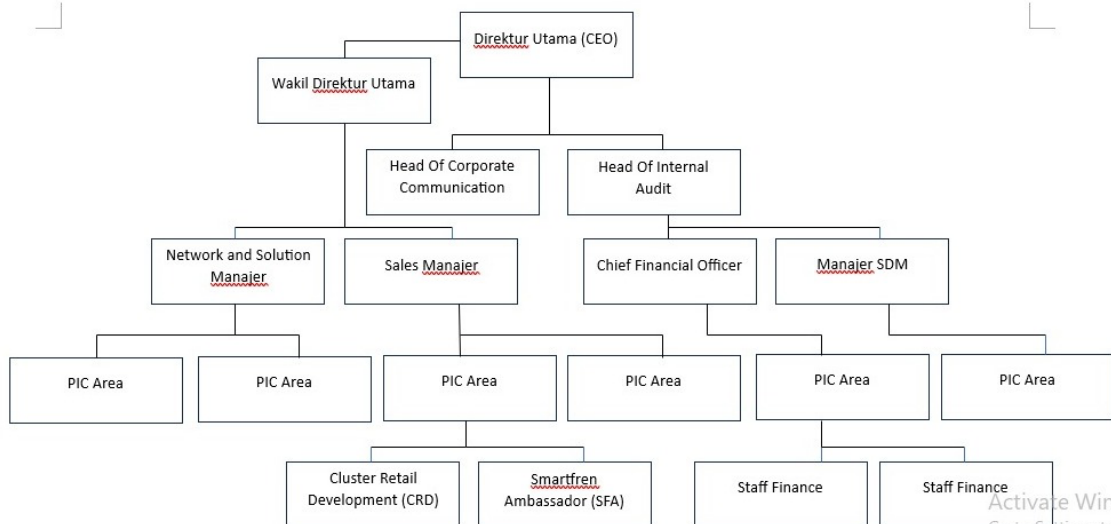 Direktur Utama (CEO)
Wakil Direktur Utama
Head Of Corporate
Communication
Head Of Internal
Audit
Network and Solution
Manajer
Sales Manajer
Chief Financial Officer
Manajer SDM
PIC Area
PIC Area
PIC Area
PIC Area
PIC Area
PIC Area
Cluster Retail
Development (CRD)
Smartfren
Ambassador (SFA)
Staff Finance
Staff Finance
Activate Win